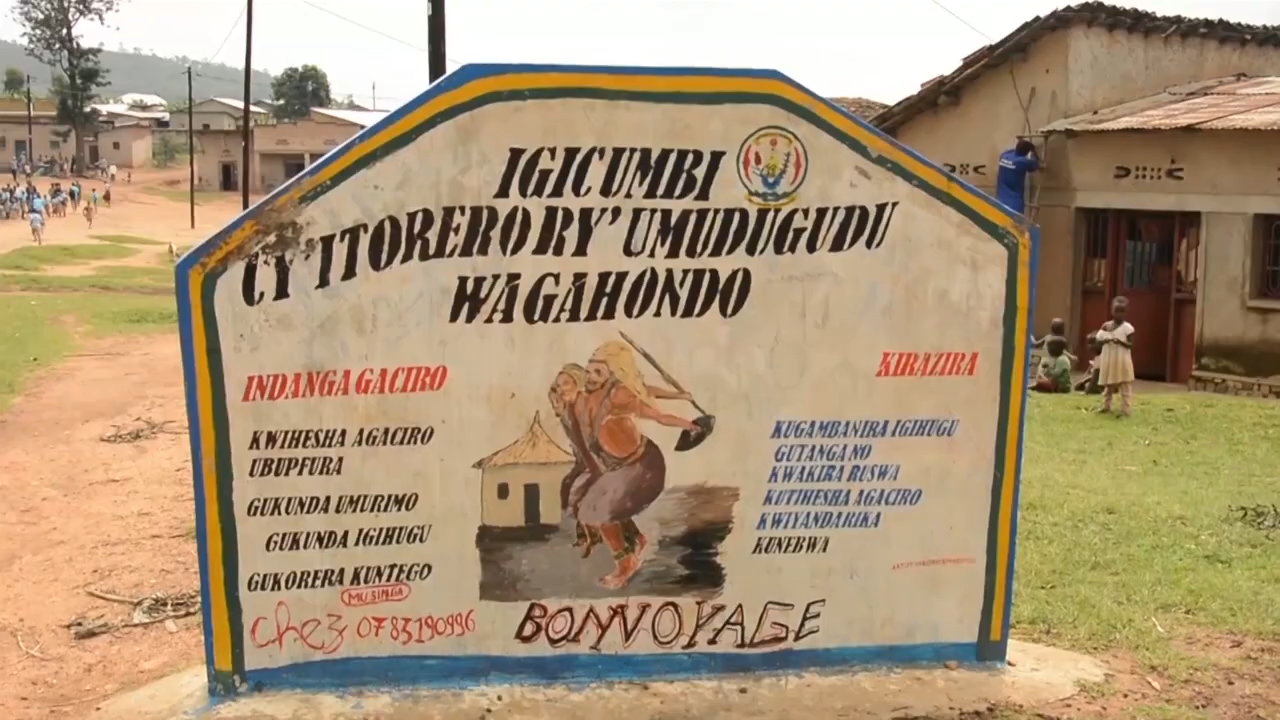 IGICUMBI
CY ITORERO RY' UMUDUGUDU
WAGAHONDO
INDANGAGACIRO
KWIHESHA AGACIRO
UBUPFURA
GUKUNDA UMURIMO
GUKUNDA IGIHUGU
GUKORERA KUNTEGO
MUSINGA
Chez 0783190996
KIRAZIRA
KUGAMBANIRA IGIHUGU
GUTANGA NO
KWAKIRA RUSWA
KUTIHESHA AGACIRO
KWIYANDARIKA
KUNEBWA
BONVOYAGE